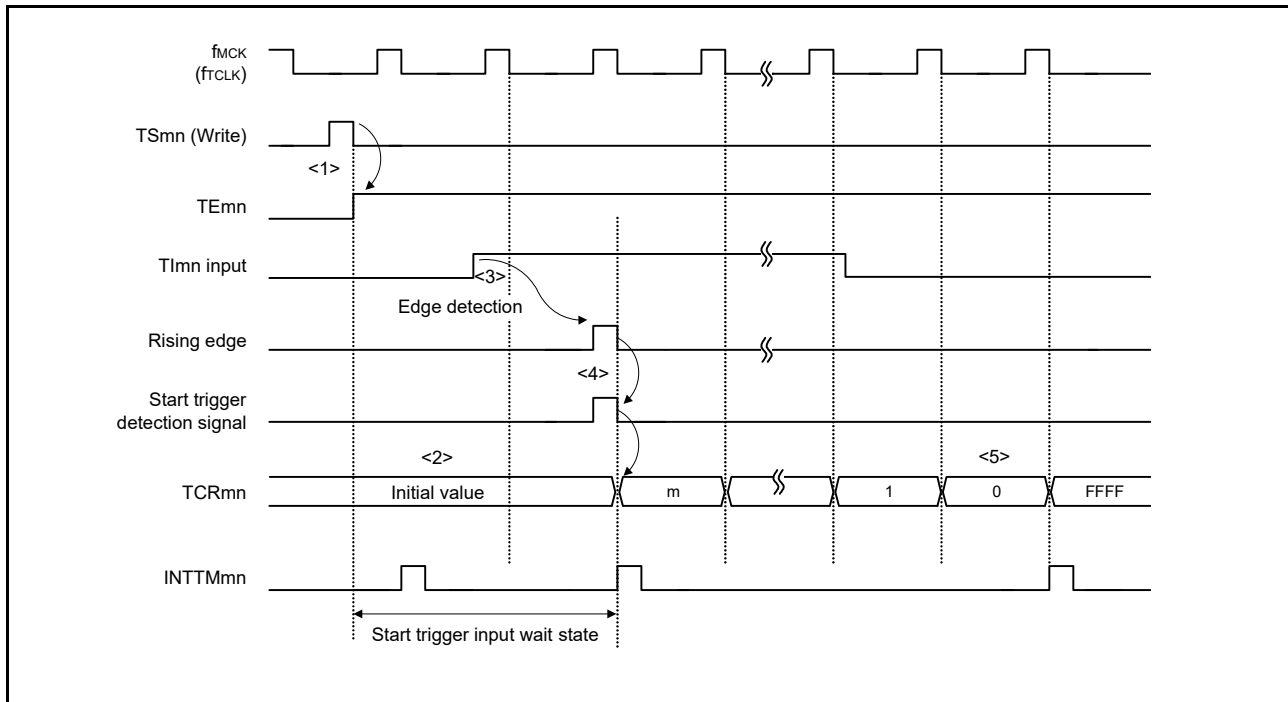 fMCK
(fTCLK)
TSmn (Write)
<1>
TEmn
TImn input
<3>
Edge detection
Rising edge
<4>
Start trigger
detection signal
<2>
<5>
TCRmn
Initial value
m
1
0
FFFF
INTTMmn
Start trigger input wait state